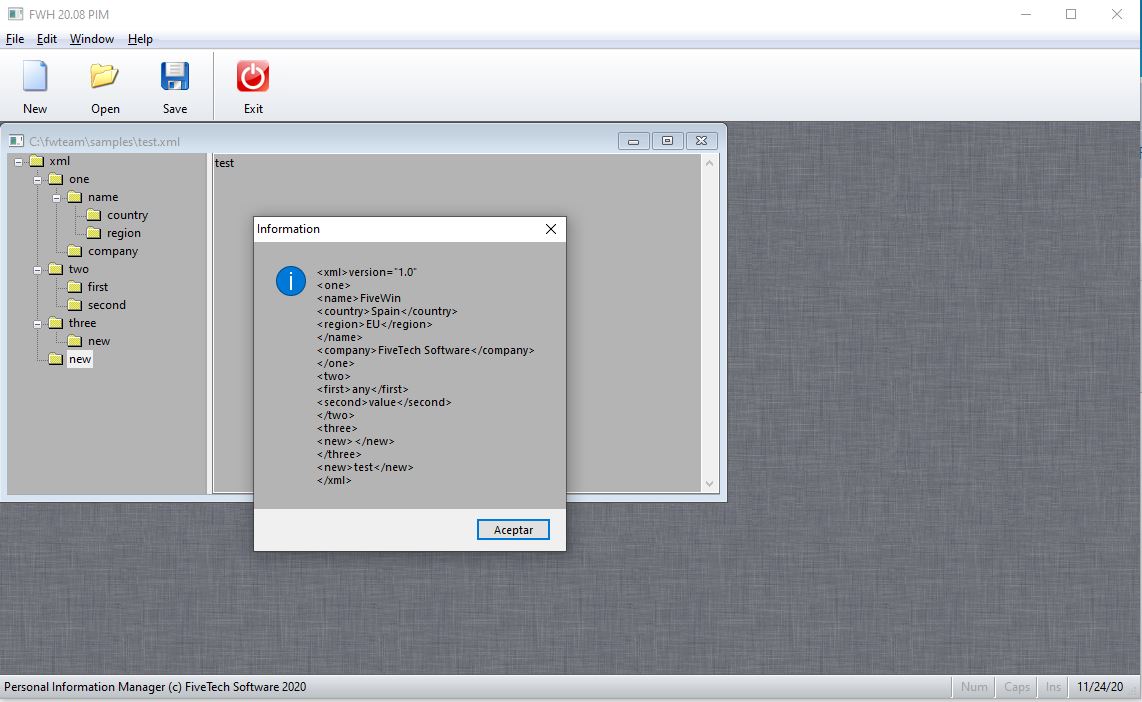 FWH 20.08 PIM
File Edit Window Help
New Open Save Exit
C:\fwteam\samples\test.xml
xml
one
name
country
region
company
two
first
second
three
new
new
test
Information
<xml>version="1.0"
<one>
<name>FiveWin
<country>Spain</country>
<region>EU</region>
</name>
<company>FiveTech Software</company>
</one>
<two>
<first>any</first>
<second>value</second>
</two>
<three>
<new></new>
</three>
<new>test</new>
</xml>
Aceptar
Personal Information Manager (c) FiveTech Software 2020 Num Caps Ins 11/24/20